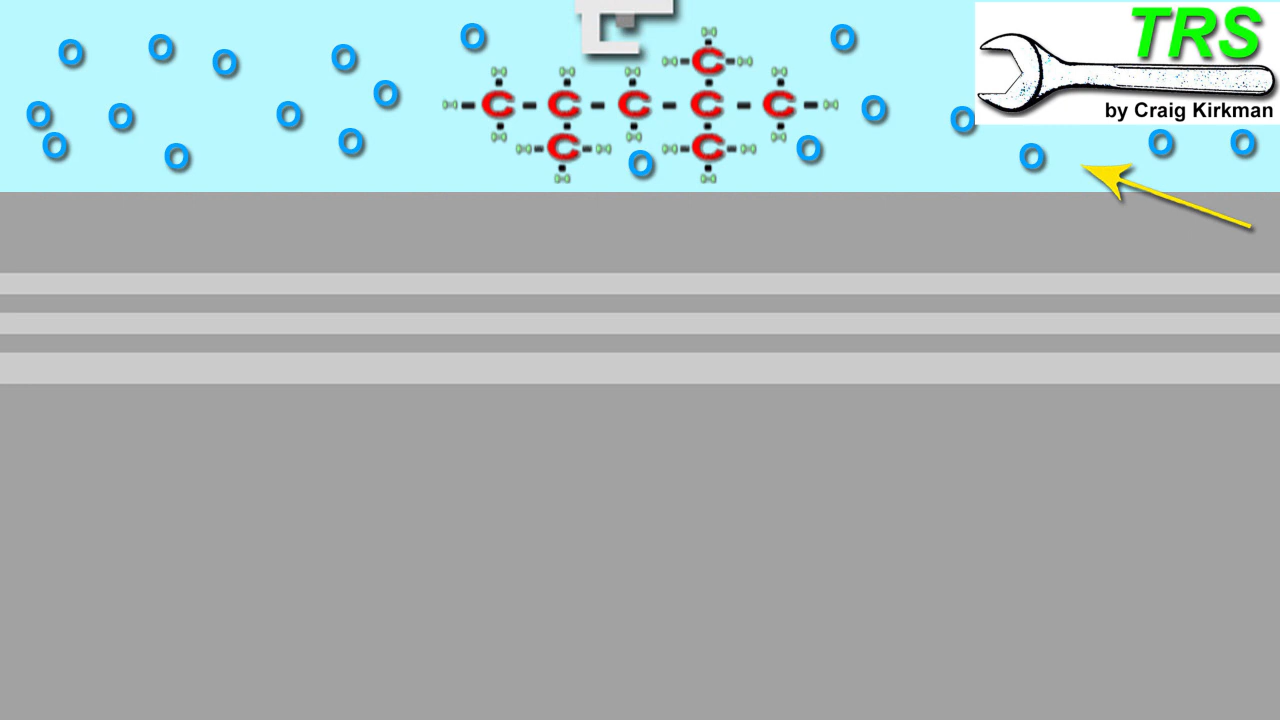 TRS
by Craig Kirkman
O O
H
O O O O
H - C - H
H H H H
O
H - C - C - C - C - C - H
O O O O O
H H H
O O O O O
H - C - H H - C - H
O O O
H H